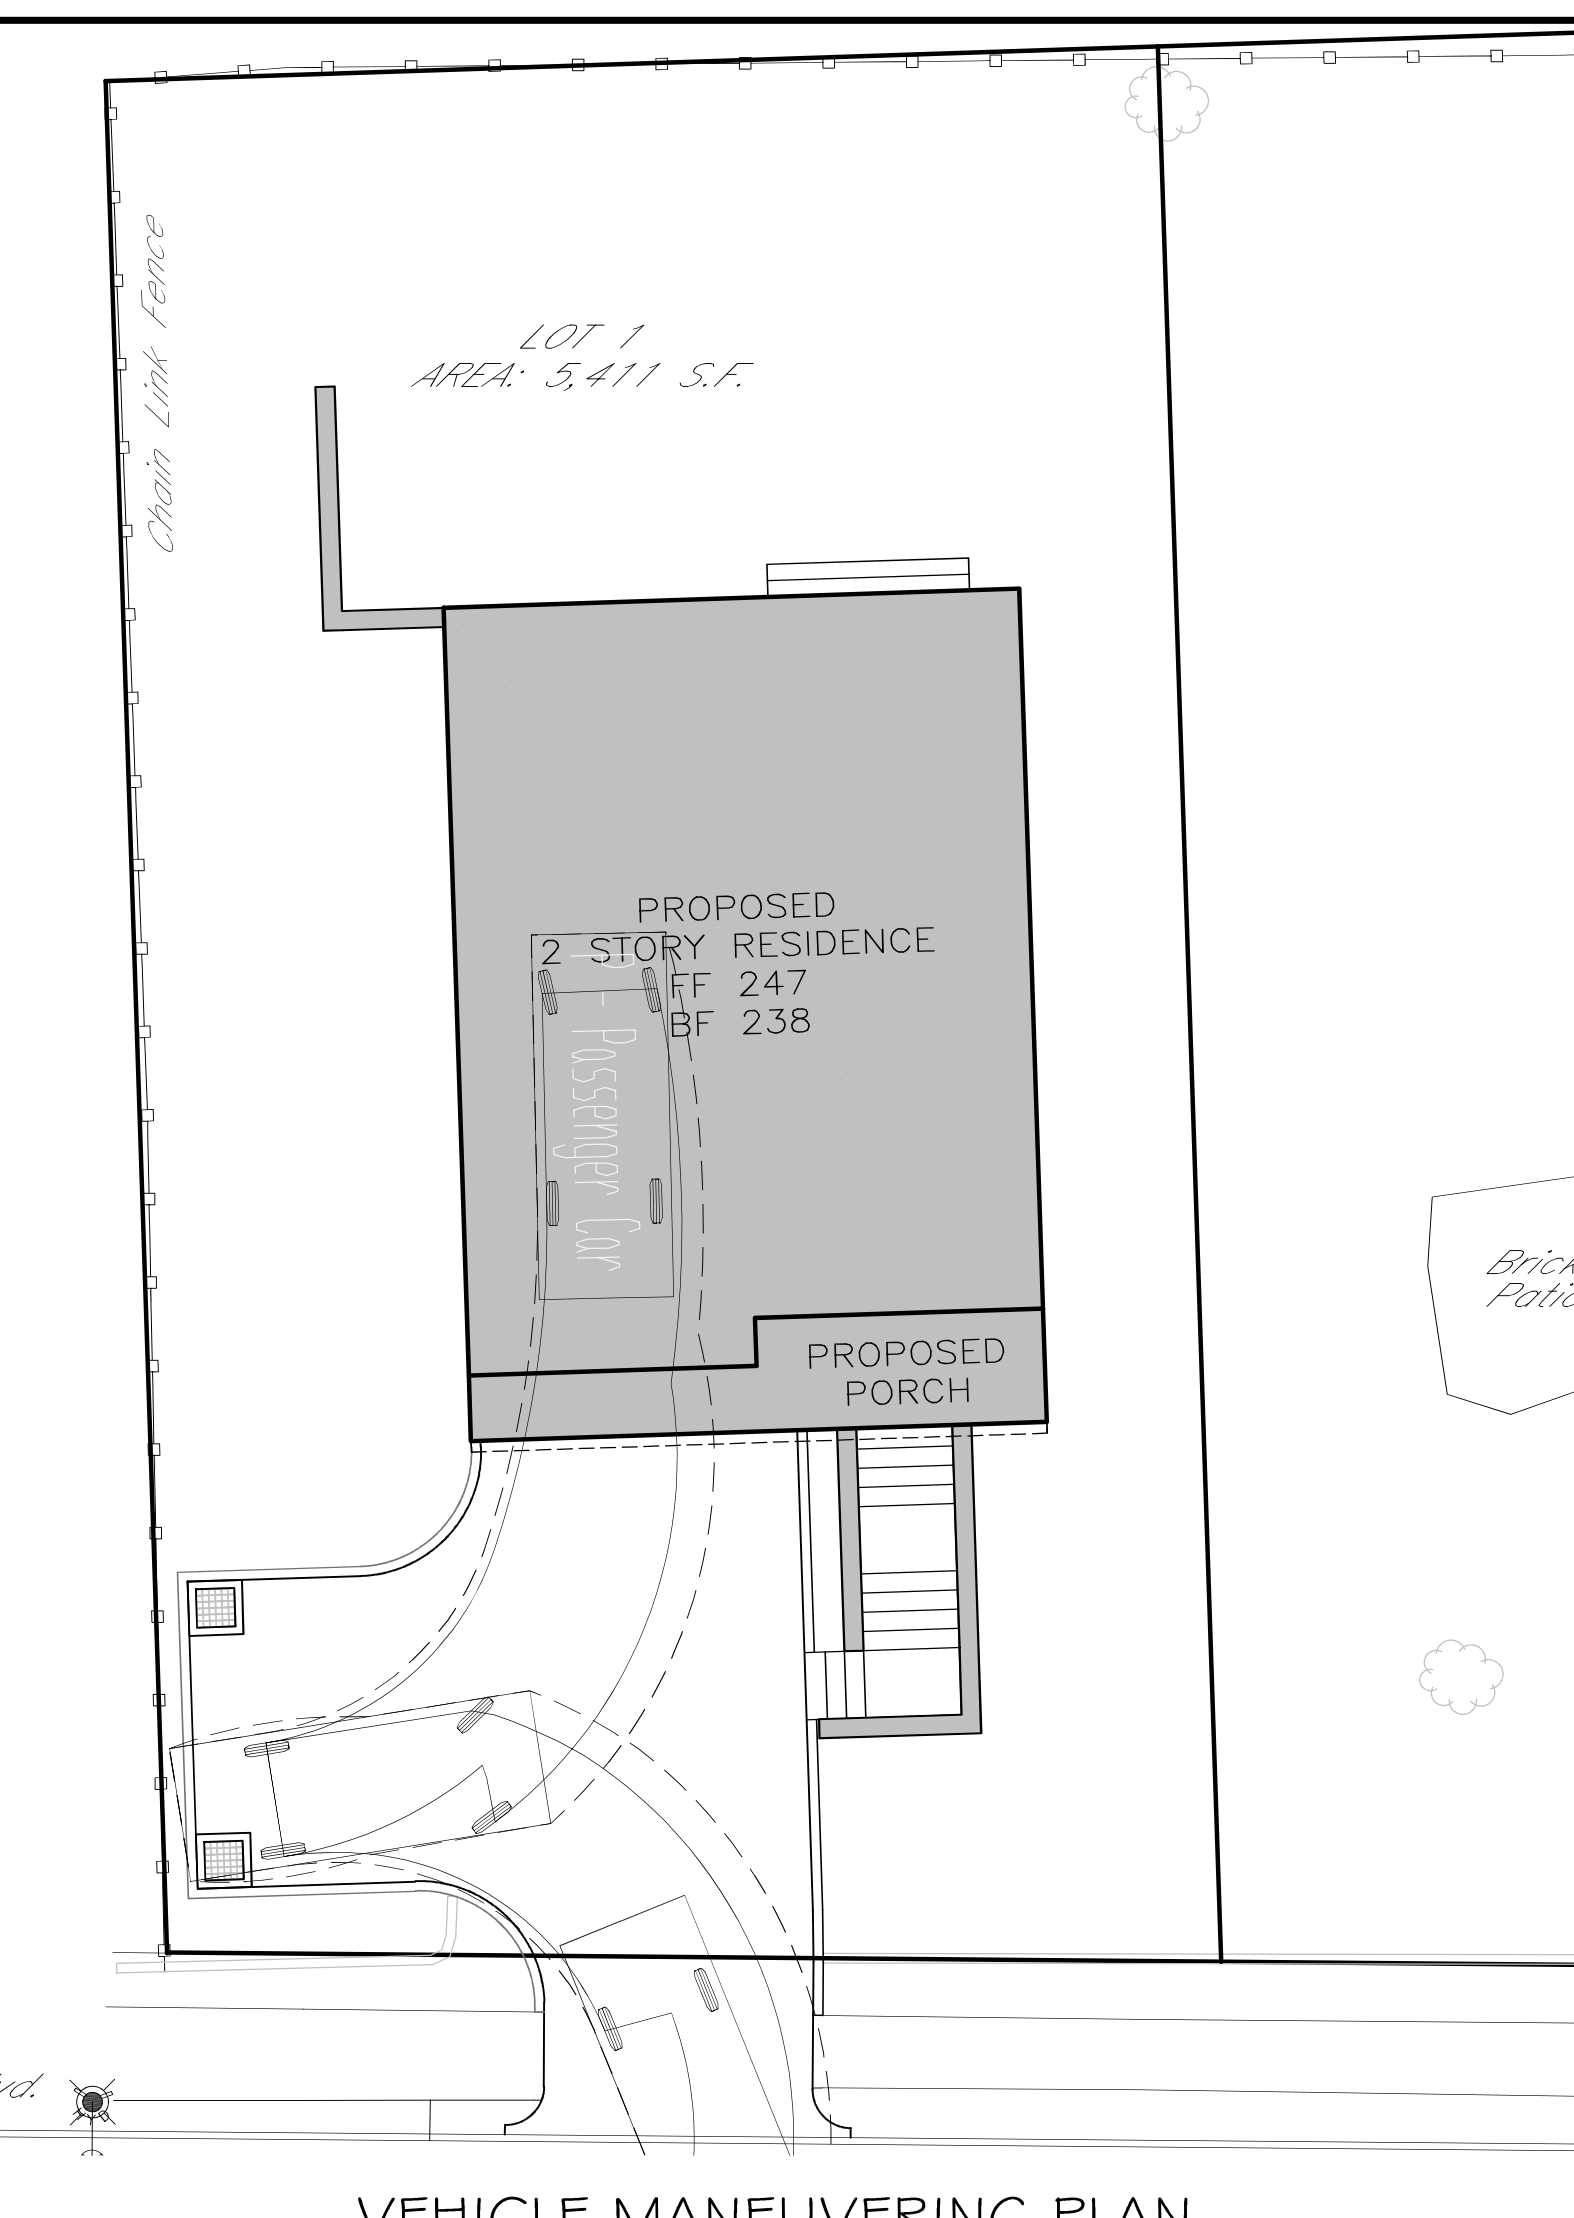 Chain Link Fence
LOT 1
AREA: 5,411 S.F.
PROPOSED
2 STORY RESIDENCE
FF 247
BF 238
P - Passenger Car
PROPOSED
PORCH
Brick
Patio
VEHICLE MANEUVERING PLAN